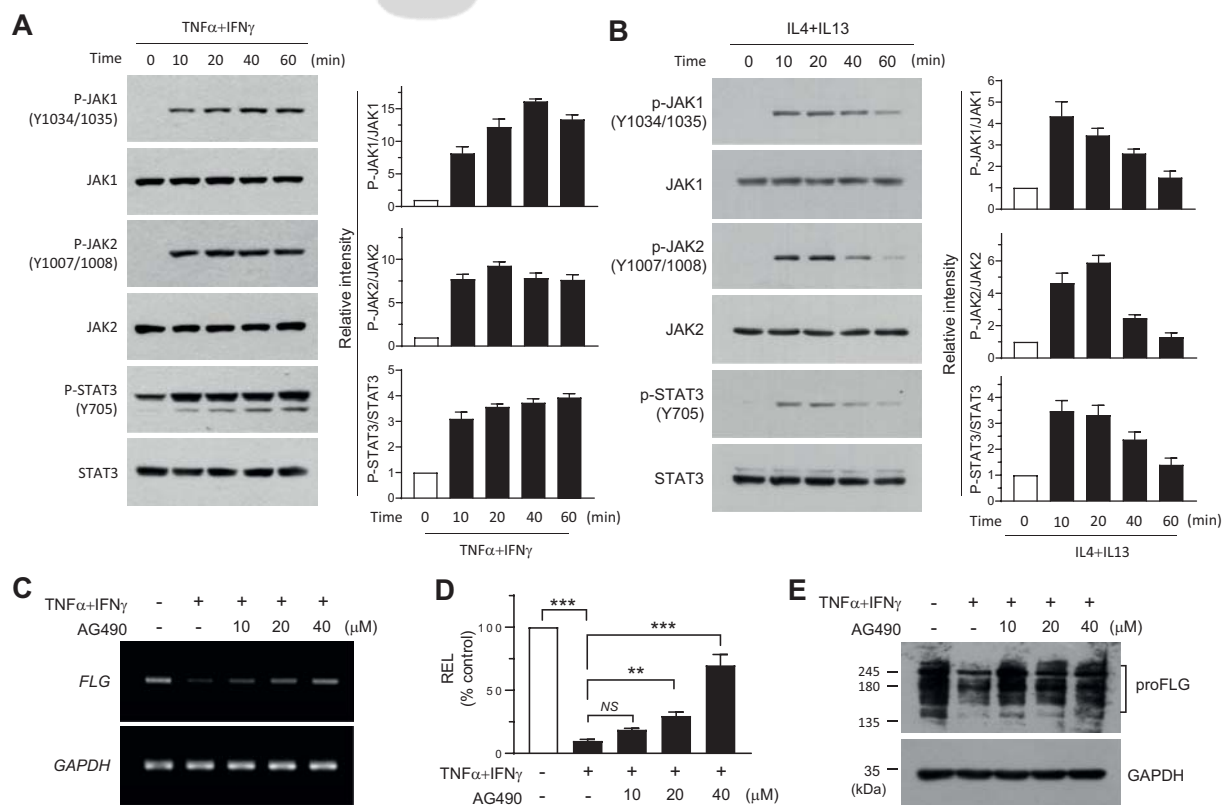 A
TNFα+IFNγ
Time 0 10 20 40 60 (min)
P-JAK1
(Y1034/1035)
JAK1
P-JAK2
(Y1007/1008)
JAK2
P-STAT3
(Y705)
STAT3
Relative intensity
P-JAK1/JAK1
15
10
5
0
P-JAK2/JAK2
10
5
0
P-STAT3/STAT3
5
4
3
2
1
0
Time 0 10 20 40 60 (min)
TNFα+IFNγ
B
IL4+IL13
Time 0 10 20 40 60 (min)
p-JAK1
(Y1034/1035)
JAK1
p-JAK2
(Y1007/1008)
JAK2
p-STAT3
(Y705)
STAT3
Relative intensity
P-JAK1/JAK1
6
5
4
3
2
1
0
P-JAK2/JAK2
6
4
2
0
P-STAT3/STAT3
5
4
3
2
1
0
Time 0 10 20 40 60 (min)
IL4+IL13
C
TNFα+IFNγ - + + + +
AG490 - - 10 20 40 (μM)
FLG
GAPDH
D
REL
(% control)
100
50
0
***
***
**
NS
TNFα+IFNγ - + + + +
AG490 10 20 40 (μM)
E
TNFα+IFNγ - + + + +
AG490 - - 10 20 40 (μM)
245
180
135
proFLG
35
(kDa)
GAPDH